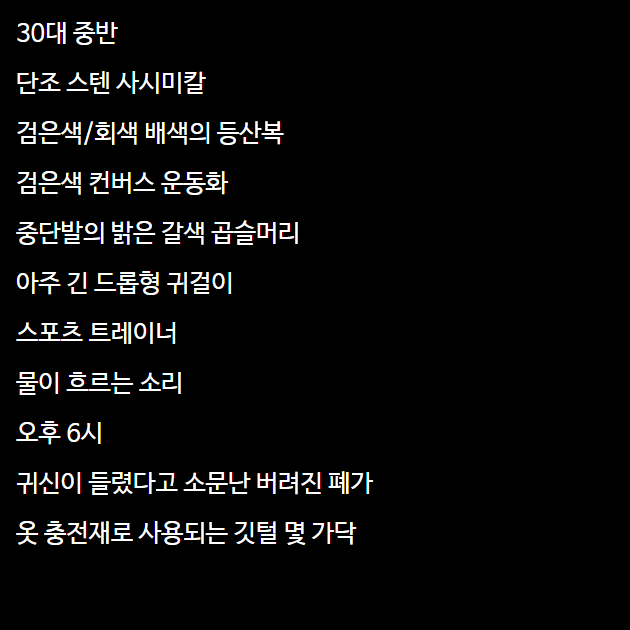 30대 중반
단조 스텐 사시미칼
검은색/회색 배색의 등산복
검은색 컨버스 운동화
중단발의 밝은 갈색 곱슬머리
아주 긴 드롭형 귀걸이
스포츠 트레이너
물이 흐르는 소리
오후 6시
귀신이 들렸다고 소문난 버려진 폐가
옷 충전재로 사용되는 깃털 몇 가닥